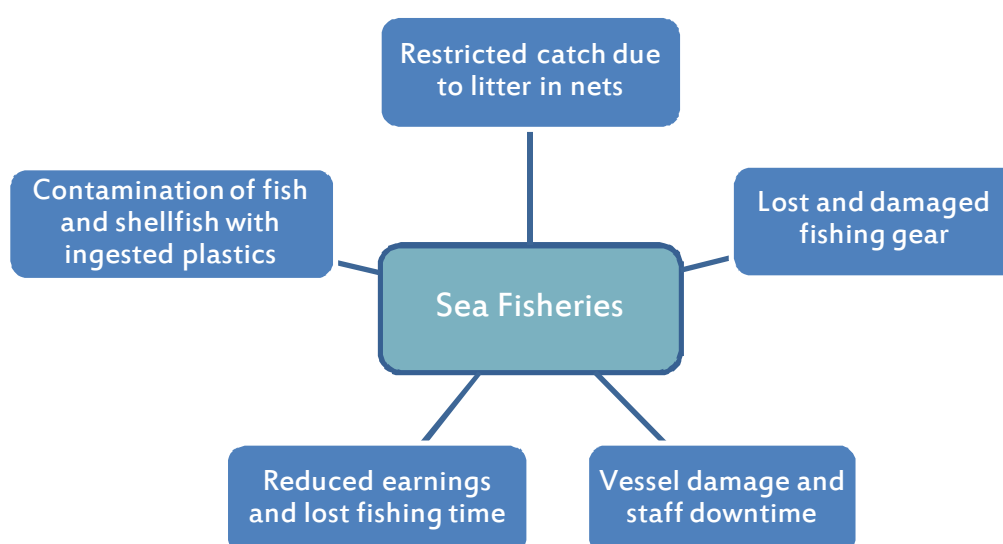 Restricted catch due
to litter in nets
Contamination of fish
and shellfish with
ingested plastics
Lost and damaged
fishing gear
Sea Fisheries
Reduced earnings
and lost fishing time
Vessel damage and
staff downtime